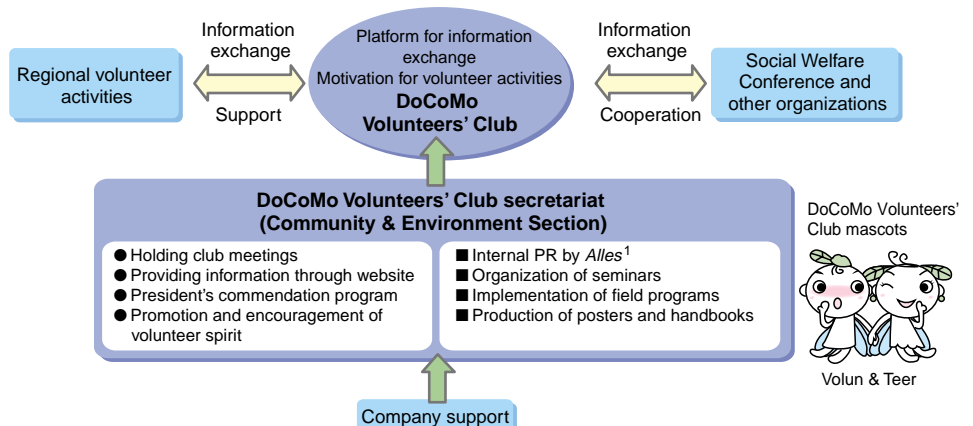 Information
exchange
Platform for information
exchange
Motivation for volunteer activities
DoCoMo
Volunteers' Club
Information
exchange
Regional volunteer
activities
Social Welfare
Conference and
other organizations
Support
Cooperation
DoCoMo Volunteers' Club secretariat
(Community & Environment Section)
● Holding club meetings
● Providing information through website
● President's commendation program
● Promotion and encouragement of
volunteer spirit
■ Internal PR by Alles¹
■ Organization of seminars
■ Implementation of field programs
■ Production of posters and handbooks
DoCoMo Volunteers'
Club mascots
Volun & Teer
Company support